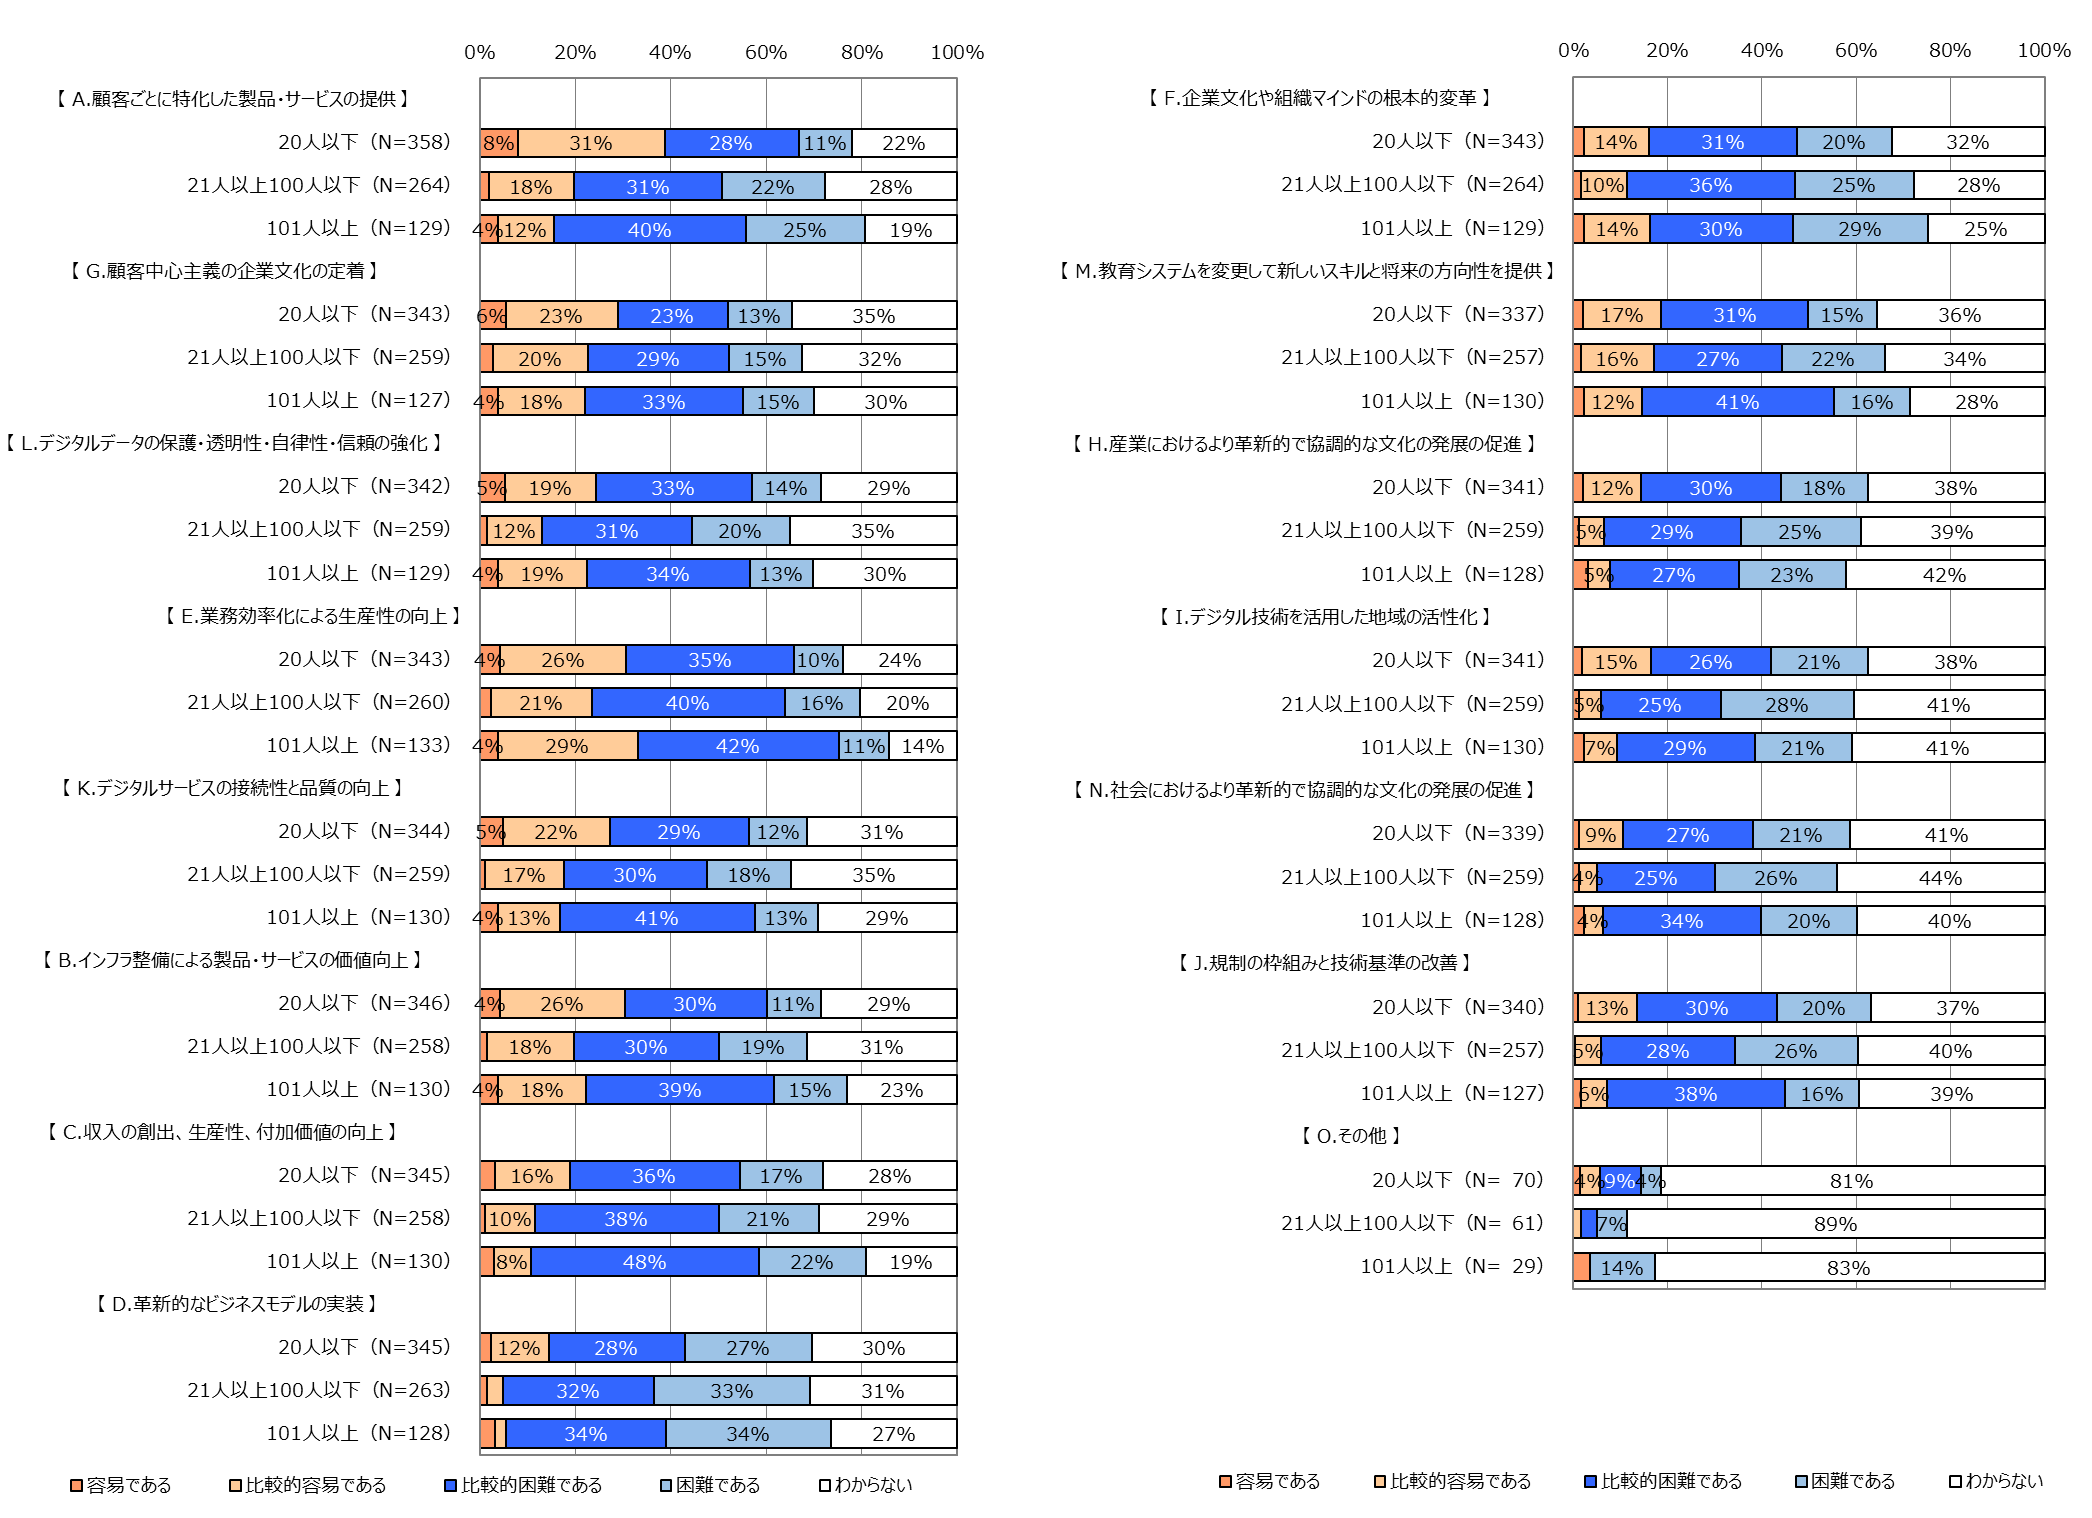 0% 20% 40% 60% 80% 100%
【 A.顧客ごとに特化した製品・サービスの提供 】
20人以下（N=358） 8% 31% 28% 11% 22%
21人以上100人以下（N=264） 18% 31% 22% 28%
101人以上（N=129） 4% 12% 40% 25% 19%
【 G.顧客中心主義の企業文化の定着 】
20人以下（N=343） 6% 23% 23% 13% 35%
21人以上100人以下（N=259） 20% 29% 15% 32%
101人以上（N=127） 4% 18% 33% 15% 30%
【 L.デジタルデータの保護・透明性・自律性・信頼の強化 】
20人以下（N=342） 5% 19% 33% 14% 29%
21人以上100人以下（N=259） 12% 31% 20% 35%
101人以上（N=129） 4% 19% 34% 13% 30%
【 E.業務効率化による生産性の向上 】
20人以下（N=343） 4% 26% 35% 10% 24%
21人以上100人以下（N=260） 21% 40% 16% 20%
101人以上（N=133） 4% 29% 42% 11% 14%
【 K.デジタルサービスの接続性と品質の向上 】
20人以下（N=344） 5% 22% 29% 12% 31%
21人以上100人以下（N=259） 17% 30% 18% 35%
101人以上（N=130） 4% 13% 41% 13% 29%
【 B.インフラ整備による製品・サービスの価値向上 】
20人以下（N=346） 4% 26% 30% 11% 29%
21人以上100人以下（N=258） 18% 30% 19% 31%
101人以上（N=130） 4% 18% 39% 15% 23%
【 C.収入の創出、生産性、付加価値の向上 】
20人以下（N=345） 16% 36% 17% 28%
21人以上100人以下（N=258） 10% 38% 21% 29%
101人以上（N=130） 8% 48% 22% 19%
【 D.革新的なビジネスモデルの実装 】
20人以下（N=345） 12% 28% 27% 30%
21人以上100人以下（N=263） 32% 33% 31%
101人以上（N=128） 34% 34% 27%
容易である 比較的容易である 比較的困難である 困難である わからない
0% 20% 40% 60% 80% 100%
【 F.企業文化や組織マインドの根本的変革 】
20人以下（N=343） 14% 31% 20% 32%
21人以上100人以下（N=264） 10% 36% 25% 28%
101人以上（N=129） 14% 30% 29% 25%
【 M.教育システムを変更して新しいスキルと将来の方向性を提供 】
20人以下（N=337） 17% 31% 15% 36%
21人以上100人以下（N=257） 16% 27% 22% 34%
101人以上（N=130） 12% 41% 16% 28%
【 H.産業におけるより革新的で協調的な文化の発展の促進 】
20人以下（N=341） 12% 30% 18% 38%
21人以上100人以下（N=259） 5% 29% 25% 39%
101人以上（N=128） 5% 27% 23% 42%
【 I.デジタル技術を活用した地域の活性化 】
20人以下（N=341） 15% 26% 21% 38%
21人以上100人以下（N=259） 5% 25% 28% 41%
101人以上（N=130） 7% 29% 21% 41%
【 N.社会におけるより革新的で協調的な文化の発展の促進 】
20人以下（N=339） 9% 27% 21% 41%
21人以上100人以下（N=259） 4% 25% 26% 44%
101人以上（N=128） 4% 34% 20% 40%
【 J.規制の枠組みと技術基準の改善 】
20人以下（N=340） 13% 30% 20% 37%
21人以上100人以下（N=257） 5% 28% 26% 40%
101人以上（N=127） 6% 38% 16% 39%
【 O.その他 】
20人以下（N= 70） 4% 9% 4% 81%
21人以上100人以下（N= 61） 7% 89%
101人以上（N= 29） 14% 83%
容易である 比較的容易である 比較的困難である 困難である わからない